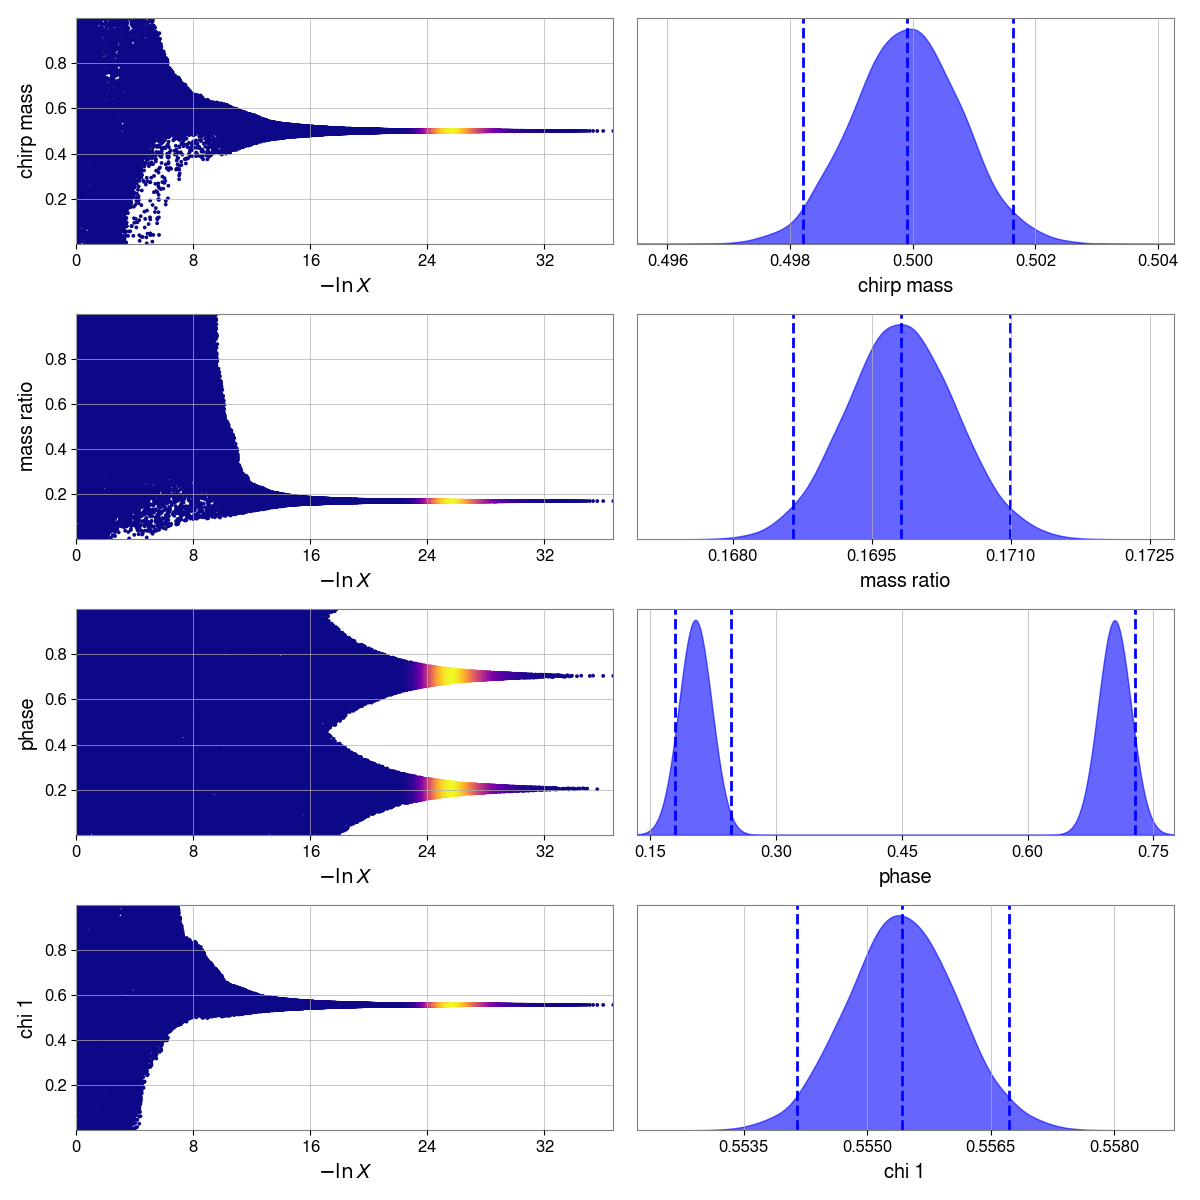 chirp mass
0.8
0.6
0.4
0.2
0 8 16 24 32
−ln X
0.496 0.498 0.500 0.502 0.504
chirp mass
mass ratio
0.8
0.6
0.4
0.2
0 8 16 24 32
−ln X
0.1680 0.1695 0.1710 0.1725
mass ratio
phase
0.8
0.6
0.4
0.2
0 8 16 24 32
−ln X
0.15 0.30 0.45 0.60 0.75
phase
chi 1
0.8
0.6
0.4
0.2
0 8 16 24 32
−ln X
0.5535 0.5550 0.5565 0.5580
chi 1